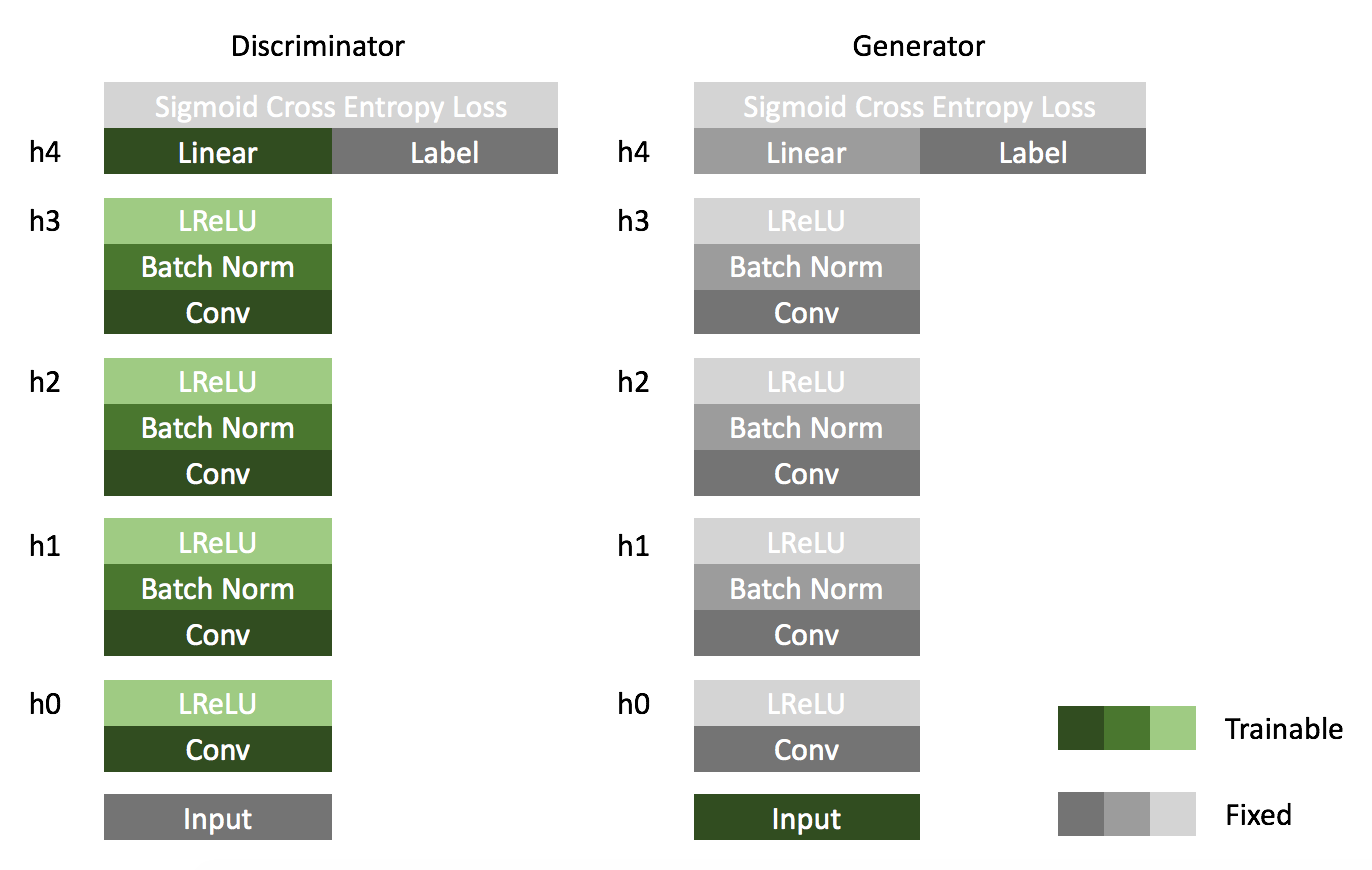 Discriminator
Sigmoid Cross Entropy Loss
h4 Linear Label
h3 LReLU
Batch Norm
Conv
h2 LReLU
Batch Norm
Conv
h1 LReLU
Batch Norm
Conv
h0 LReLU
Conv
Input
Generator
Sigmoid Cross Entropy Loss
h4 Linear Label
h3 LReLU
Batch Norm
Conv
h2 LReLU
Batch Norm
Conv
h1 LReLU
Batch Norm
Conv
h0 LReLU
Conv
Input
Trainable
Fixed